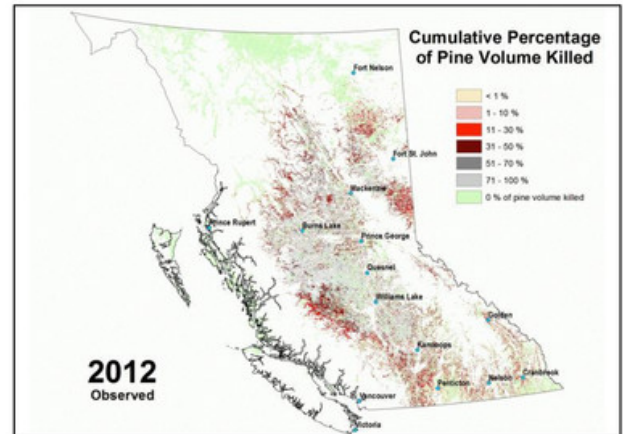 Cumulative Percentage
of Pine Volume Killed
< 1 %
1 - 10 %
11 - 30 %
31 - 50 %
51 - 70 %
71 - 100 %
0 % of pine volume killed
Fort Nelson
Fort St. John
Mackenzie
Prince Rupert
Burns Lake
Prince George
Quesnel
Williams Lake
Golden
Kamloops
Penticton
Nelson
Cranbrook
Vancouver
Victoria
2012
Observed